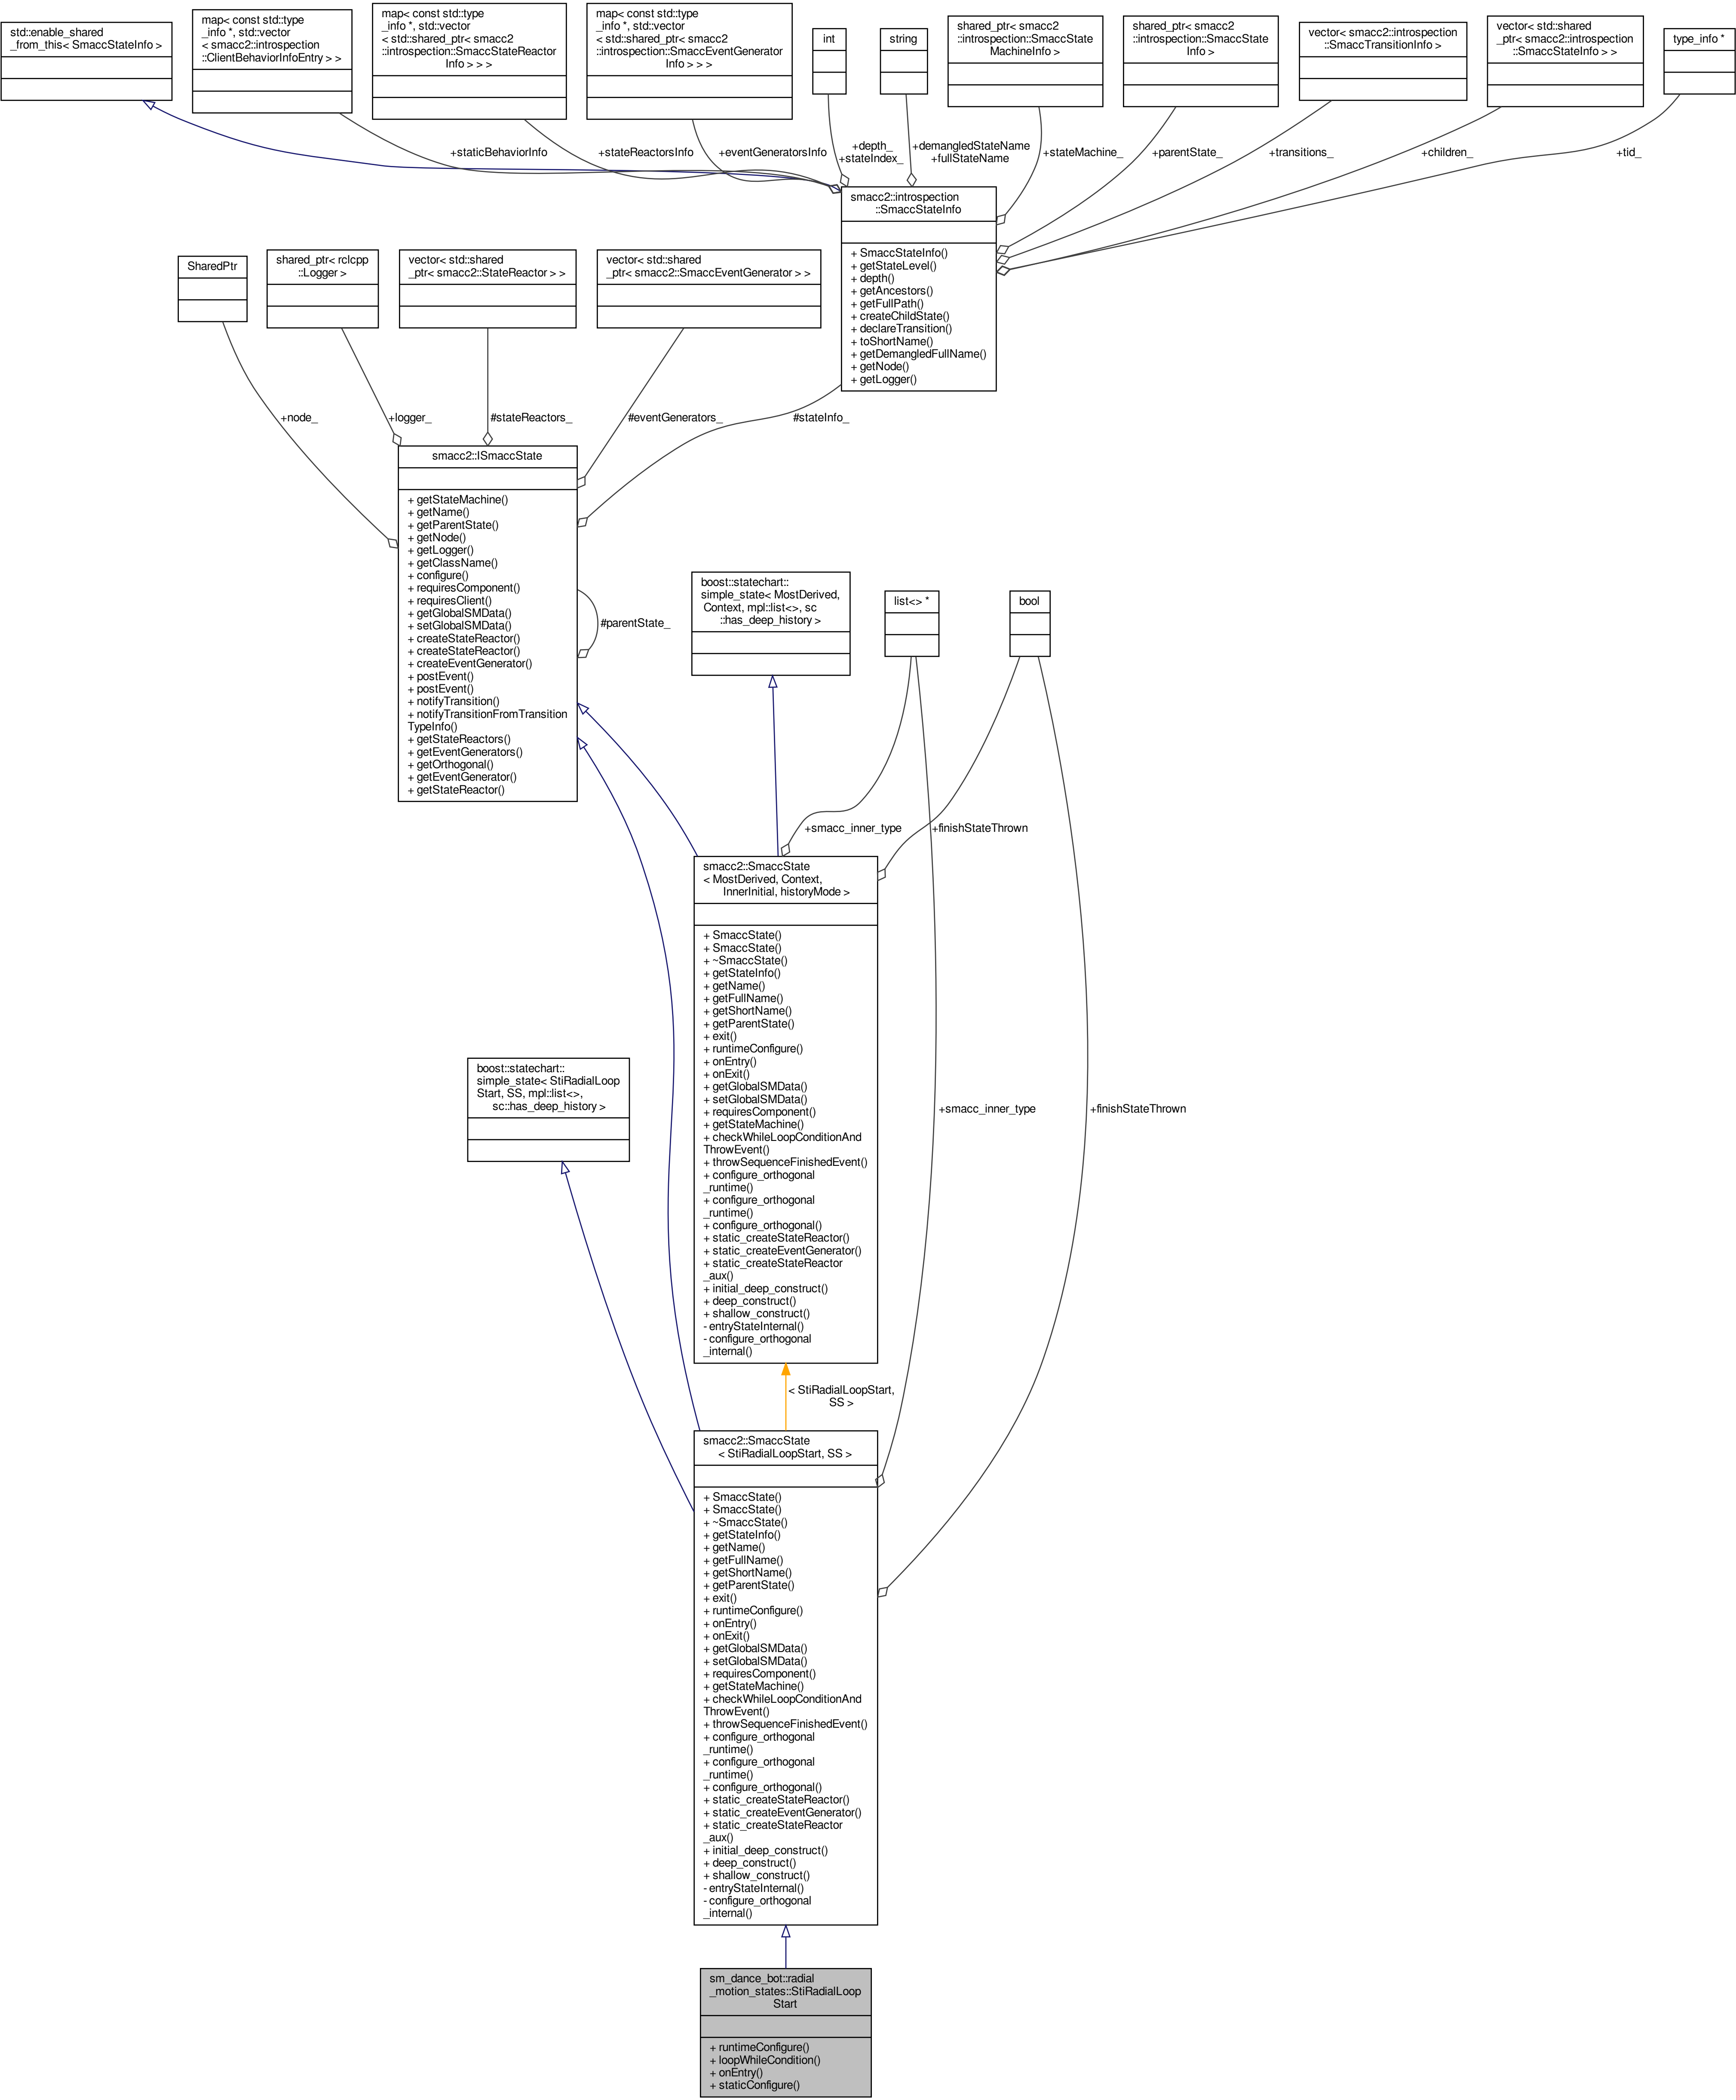 std::enable_shared
_from_this< SmaccStateInfo >
map< const std::type
_info *, std::vector
< smacc2::introspection
::ClientBehaviorInfoEntry > >
map< const std::type
_info *, std::vector
< std::shared_ptr< smacc2
::introspection::SmaccStateReactor
Info > > >
map< const std::type
_info *, std::vector
< std::shared_ptr< smacc2
::introspection::SmaccEventGenerator
Info > > >
int
string
shared_ptr< smacc2
::introspection::SmaccState
MachineInfo >
shared_ptr< smacc2
::introspection::SmaccState
Info >
vector< smacc2::introspection
::SmaccTransitionInfo >
vector< std::shared
_ptr< smacc2::introspection
::SmaccStateInfo > >
type_info *
+staticBehaviorInfo
+stateReactorsInfo
+eventGeneratorsInfo
+depth_
+stateIndex_
+demangledStateName
+fullStateName
+stateMachine_
+parentState_
+transitions_
+children_
+tid_
smacc2::introspection
::SmaccStateInfo
+ SmaccStateInfo()
+ getStateLevel()
+ depth()
+ getAncestors()
+ getFullPath()
+ createChildState()
+ declareTransition()
+ toShortName()
+ getDemangledFullName()
+ getNode()
+ getLogger()
SharedPtr
shared_ptr< rclcpp
::Logger >
vector< std::shared
_ptr< smacc2::StateReactor > >
vector< std::shared
_ptr< smacc2::SmaccEventGenerator > >
+node_
+logger_
#stateReactors_
#eventGenerators_
#stateInfo_
smacc2::ISmaccState
+ getStateMachine()
+ getName()
+ getParentState()
+ getNode()
+ getLogger()
+ getClassName()
+ configure()
+ requiresComponent()
+ requiresClient()
+ getGlobalSMData()
+ setGlobalSMData()
+ createStateReactor()
+ createStateReactor()
+ createEventGenerator()
+ postEvent()
+ postEvent()
+ notifyTransition()
+ notifyTransitionFromTransition
TypeInfo()
+ getStateReactors()
+ getEventGenerators()
+ getOrthogonal()
+ getEventGenerator()
+ getStateReactor()
#parentState_
boost::statechart::
simple_state< MostDerived,
Context, mpl::list<>, sc
::has_deep_history >
list<> *
bool
+smacc_inner_type
+finishStateThrown
smacc2::SmaccState
< MostDerived, Context,
InnerInitial, historyMode >
+ SmaccState()
+ SmaccState()
+ ~SmaccState()
+ getStateInfo()
+ getName()
+ getFullName()
+ getShortName()
+ getParentState()
+ exit()
+ runtimeConfigure()
+ onEntry()
+ onExit()
+ getGlobalSMData()
+ setGlobalSMData()
+ requiresComponent()
+ getStateMachine()
+ checkWhileLoopConditionAnd
ThrowEvent()
+ throwSequenceFinishedEvent()
+ configure_orthogonal
_runtime()
+ configure_orthogonal
_runtime()
+ configure_orthogonal()
+ static_createStateReactor()
+ static_createEventGenerator()
+ static_createStateReactor
_aux()
+ initial_deep_construct()
+ deep_construct()
+ shallow_construct()
- entryStateInternal()
- configure_orthogonal
_internal()
boost::statechart::
simple_state< StiRadialLoop
Start, SS, mpl::list<>,
sc::has_deep_history >
+smacc_inner_type
+finishStateThrown
< StiRadialLoopStart,
SS >
smacc2::SmaccState
< StiRadialLoopStart, SS >
+ SmaccState()
+ SmaccState()
+ ~SmaccState()
+ getStateInfo()
+ getName()
+ getFullName()
+ getShortName()
+ getParentState()
+ exit()
+ runtimeConfigure()
+ onEntry()
+ onExit()
+ getGlobalSMData()
+ setGlobalSMData()
+ requiresComponent()
+ getStateMachine()
+ checkWhileLoopConditionAnd
ThrowEvent()
+ throwSequenceFinishedEvent()
+ configure_orthogonal
_runtime()
+ configure_orthogonal
_runtime()
+ configure_orthogonal()
+ static_createStateReactor()
+ static_createEventGenerator()
+ static_createStateReactor
_aux()
+ initial_deep_construct()
+ deep_construct()
+ shallow_construct()
- entryStateInternal()
- configure_orthogonal
_internal()
sm_dance_bot::radial
_motion_states::StiRadialLoop
Start
+ runtimeConfigure()
+ loopWhileCondition()
+ onEntry()
+ staticConfigure()